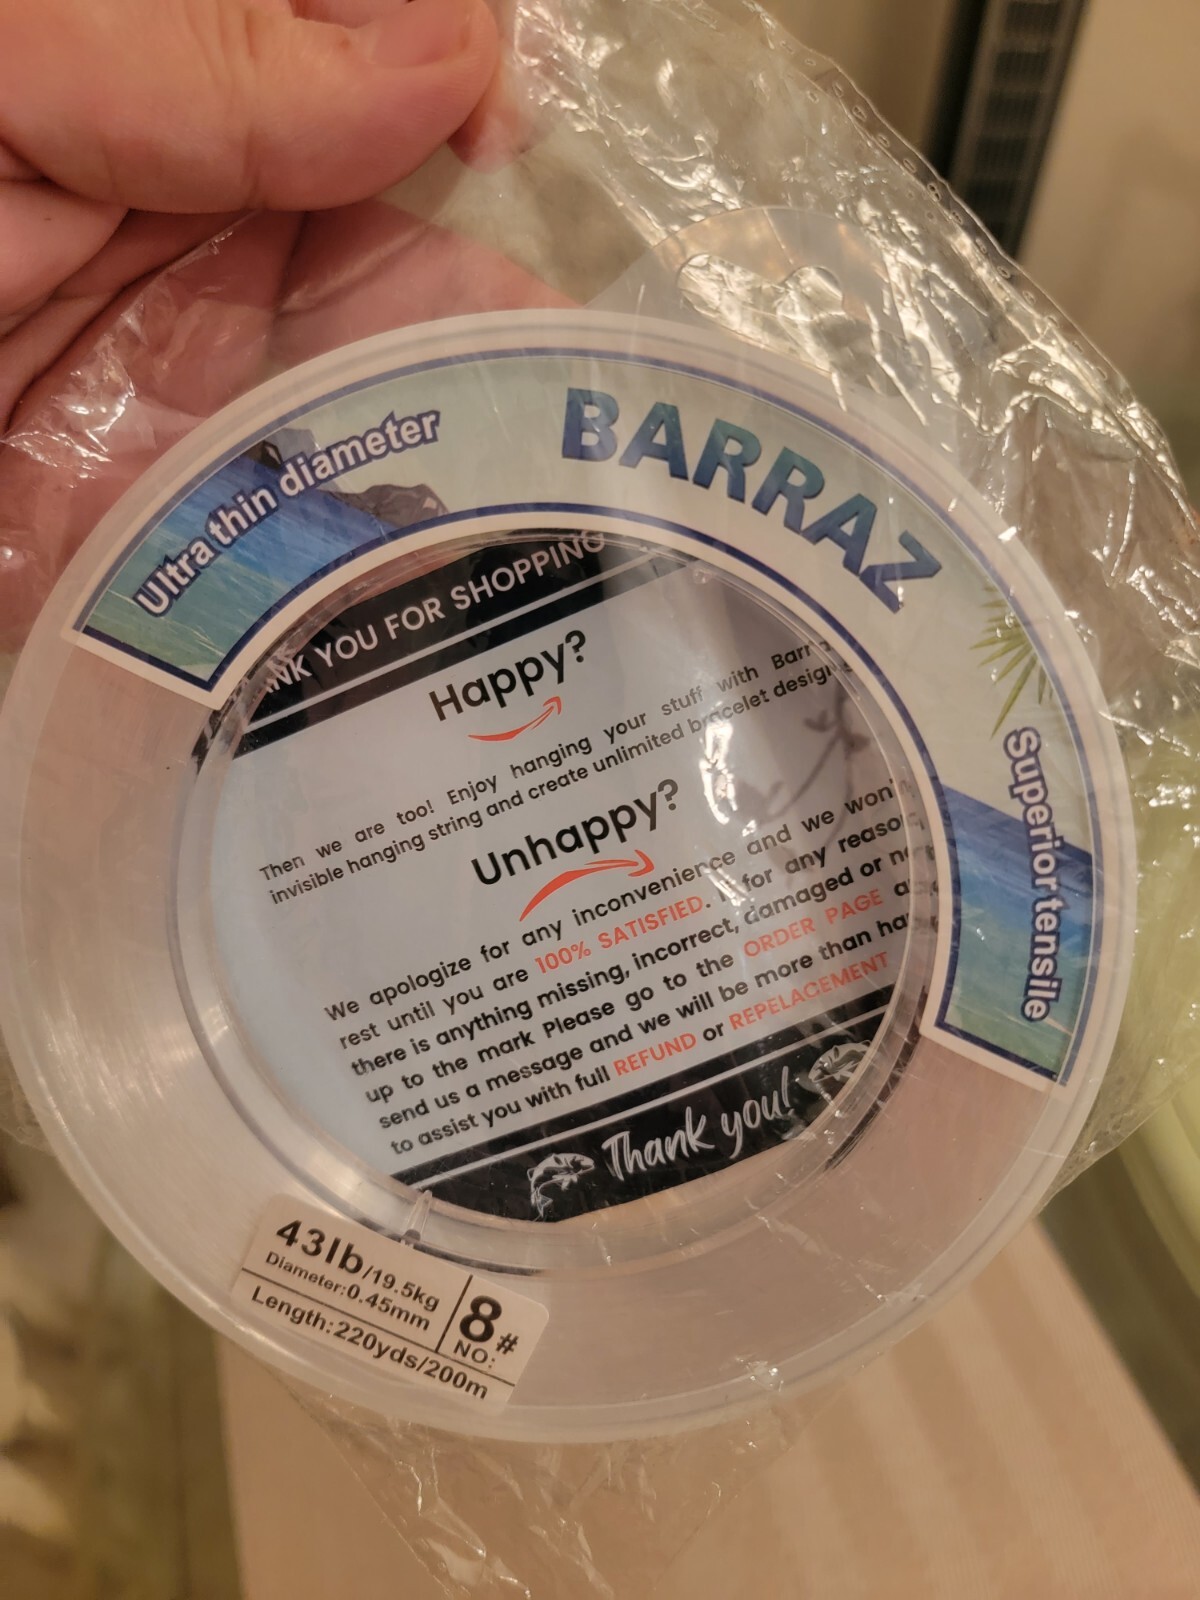 BARRAZ
Ultra thin diameter
Superior tensile
YOU FOR SHOPPING
Happy?
Then we are too! Enjoy hanging your stuff with
invisible hanging string and create unlimited bracelet
Unhappy?
We apologize for any inconvenience and we
rest until you are 100% SATISFIED. If for any
there is anything missing, incorrect, damaged or
up to the mark Please go to the ORDER PAGE
send us a message and we will be more than
to assist you with full REFUND or REPELACEMENT
Thank you!
43lb/19.5kg
Diameter:0.45mm
8#
NO:
Length:220yds/200m